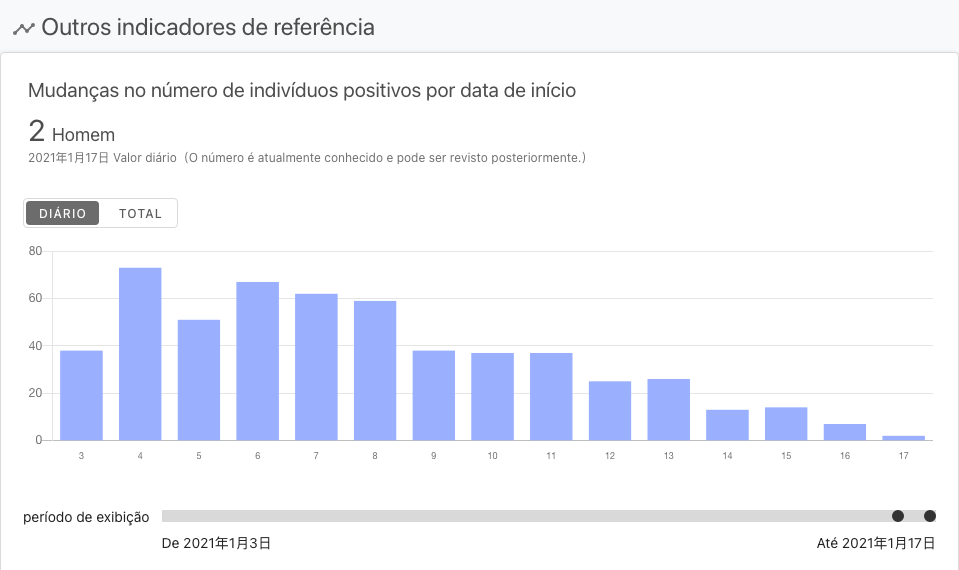 Outros indicadores de referência
Mudanças no número de indivíduos positivos por data de início
2 Homem
2021年1月17日 Valor diário（O número é atualmente conhecido e pode ser revisto posteriormente.）
DIÁRIO TOTAL
80
60
40
20
0
3 4 5 6 7 8 9 10 11 12 13 14 15 16 17
período de exibição
De 2021年1月3日 Até 2021年1月17日